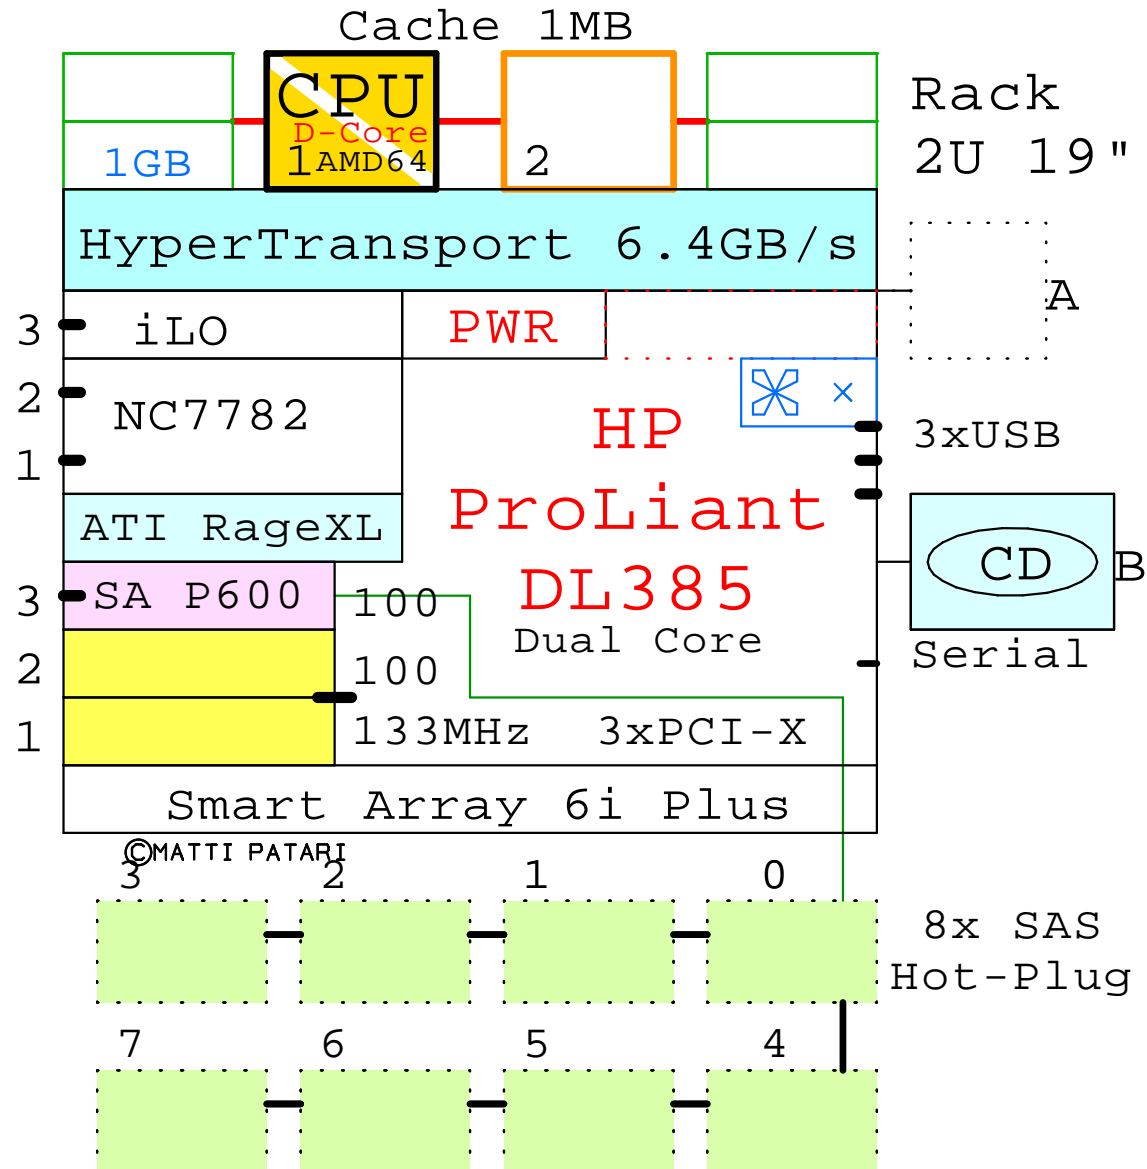 Cache 1MB
CPU
D-Core
1 AMD64
2
1GB
Rack
2U 19"
HyperTransport 6.4GB/s
A
3
iLO
PWR
2
NC7782
1
HP
ProLiant
DL385
Dual Core
3xUSB
ATI RageXL
CD
B
Serial
3
SA P600
100
2
100
1
133MHz 3xPCI-X
Smart Array 6i Plus
©MATTI PATARI
3 2 1 0
8x SAS
Hot-Plug
7 6 5 4